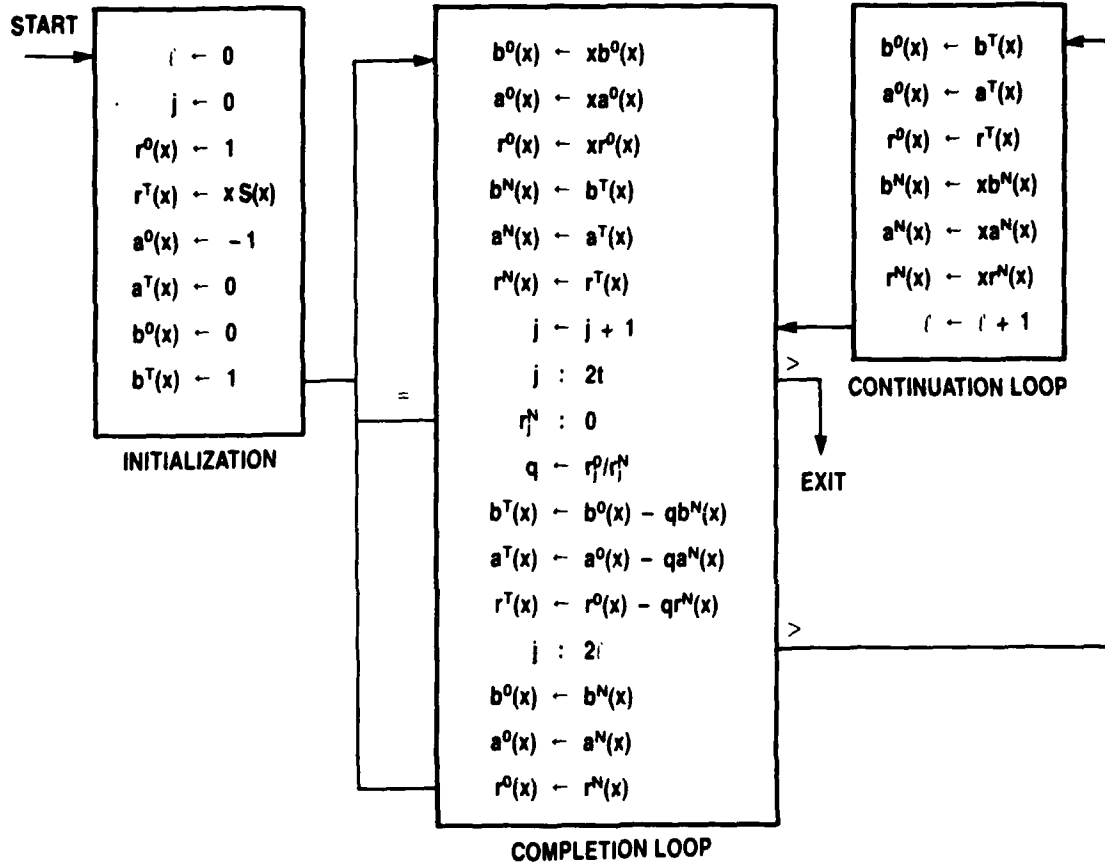 START
ℓ ← 0
j ← 0
r⁰(x) ← 1
rᵀ(x) ← x S(x)
a⁰(x) ← -1
aᵀ(x) ← 0
b⁰(x) ← 0
bᵀ(x) ← 1
INITIALIZATION
b⁰(x) ← xb⁰(x)
a⁰(x) ← xa⁰(x)
r⁰(x) ← xr⁰(x)
bᴺ(x) ← bᵀ(x)
aᴺ(x) ← aᵀ(x)
rᴺ(x) ← rᵀ(x)
j ← j + 1
j : 2t
>
=
rⱼᴺ : 0
q ← rⱼ⁰/rⱼᴺ
bᵀ(x) ← b⁰(x) − qbᴺ(x)
aᵀ(x) ← a⁰(x) − qaᴺ(x)
rᵀ(x) ← r⁰(x) − qrᴺ(x)
>
j : 2ℓ
b⁰(x) ← bᴺ(x)
a⁰(x) ← aᴺ(x)
r⁰(x) ← rᴺ(x)
COMPLETION LOOP
EXIT
b⁰(x) ← bᵀ(x)
a⁰(x) ← aᵀ(x)
r⁰(x) ← rᵀ(x)
bᴺ(x) ← xbᴺ(x)
aᴺ(x) ← xaᴺ(x)
rᴺ(x) ← xrᴺ(x)
ℓ ← ℓ + 1
CONTINUATION LOOP